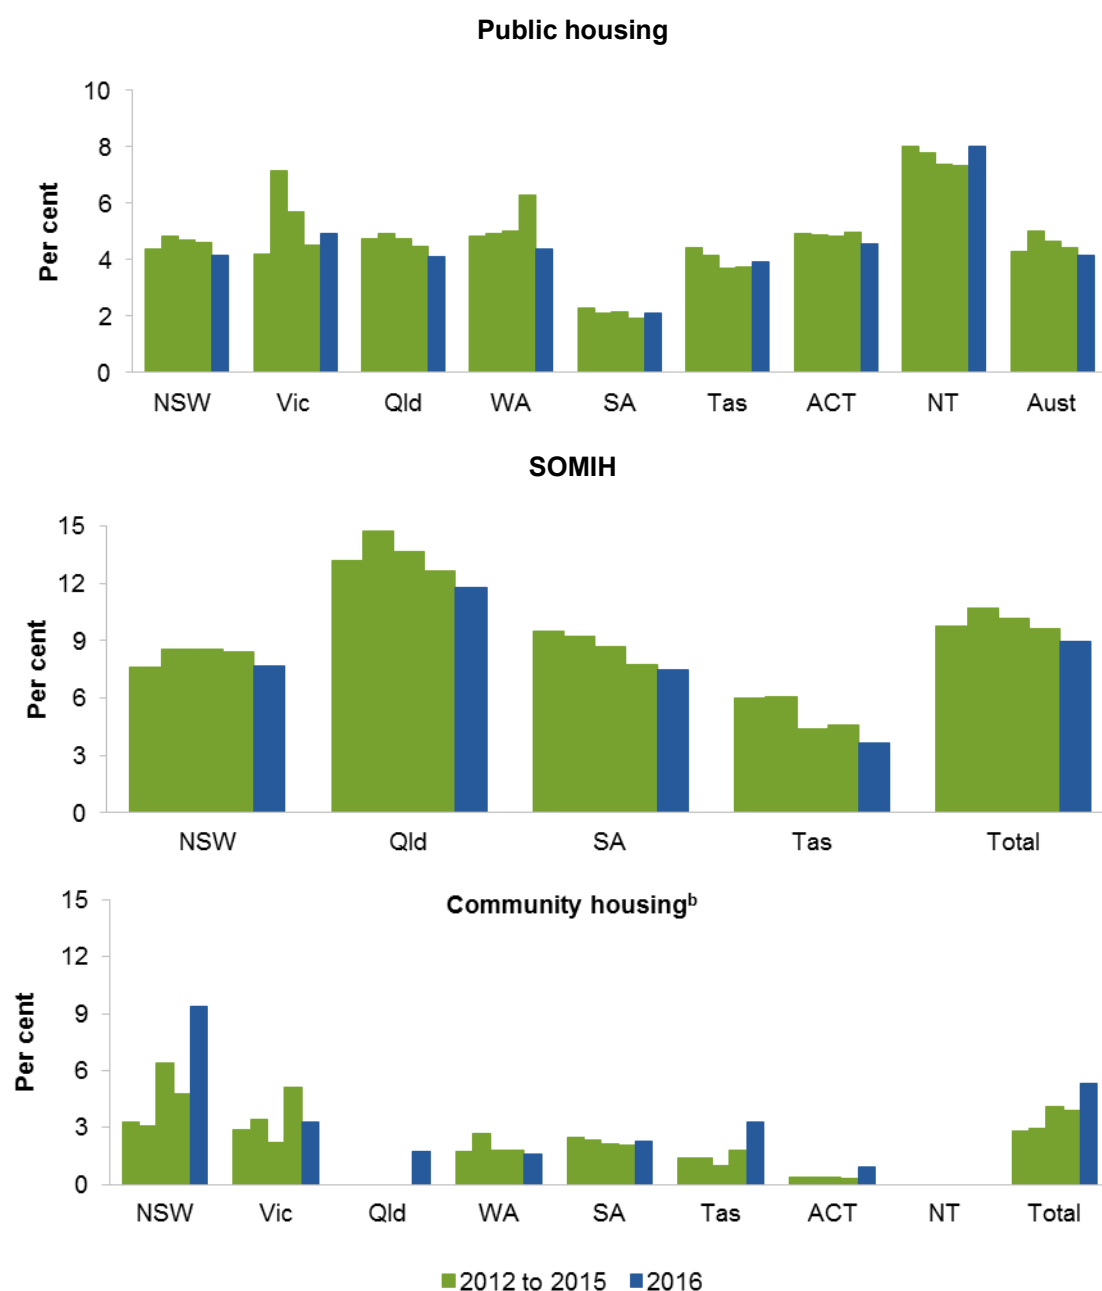 Public housing
Per cent
10
8
6
4
2
0
NSW Vic Qld WA SA Tas ACT NT Aust
SOMIH
Per cent
15
12
9
6
3
0
NSW Qld SA Tas Total
Community housingᵇ
Per cent
15
12
9
6
3
0
NSW Vic Qld WA SA Tas ACT NT Total
2012 to 2015 2016